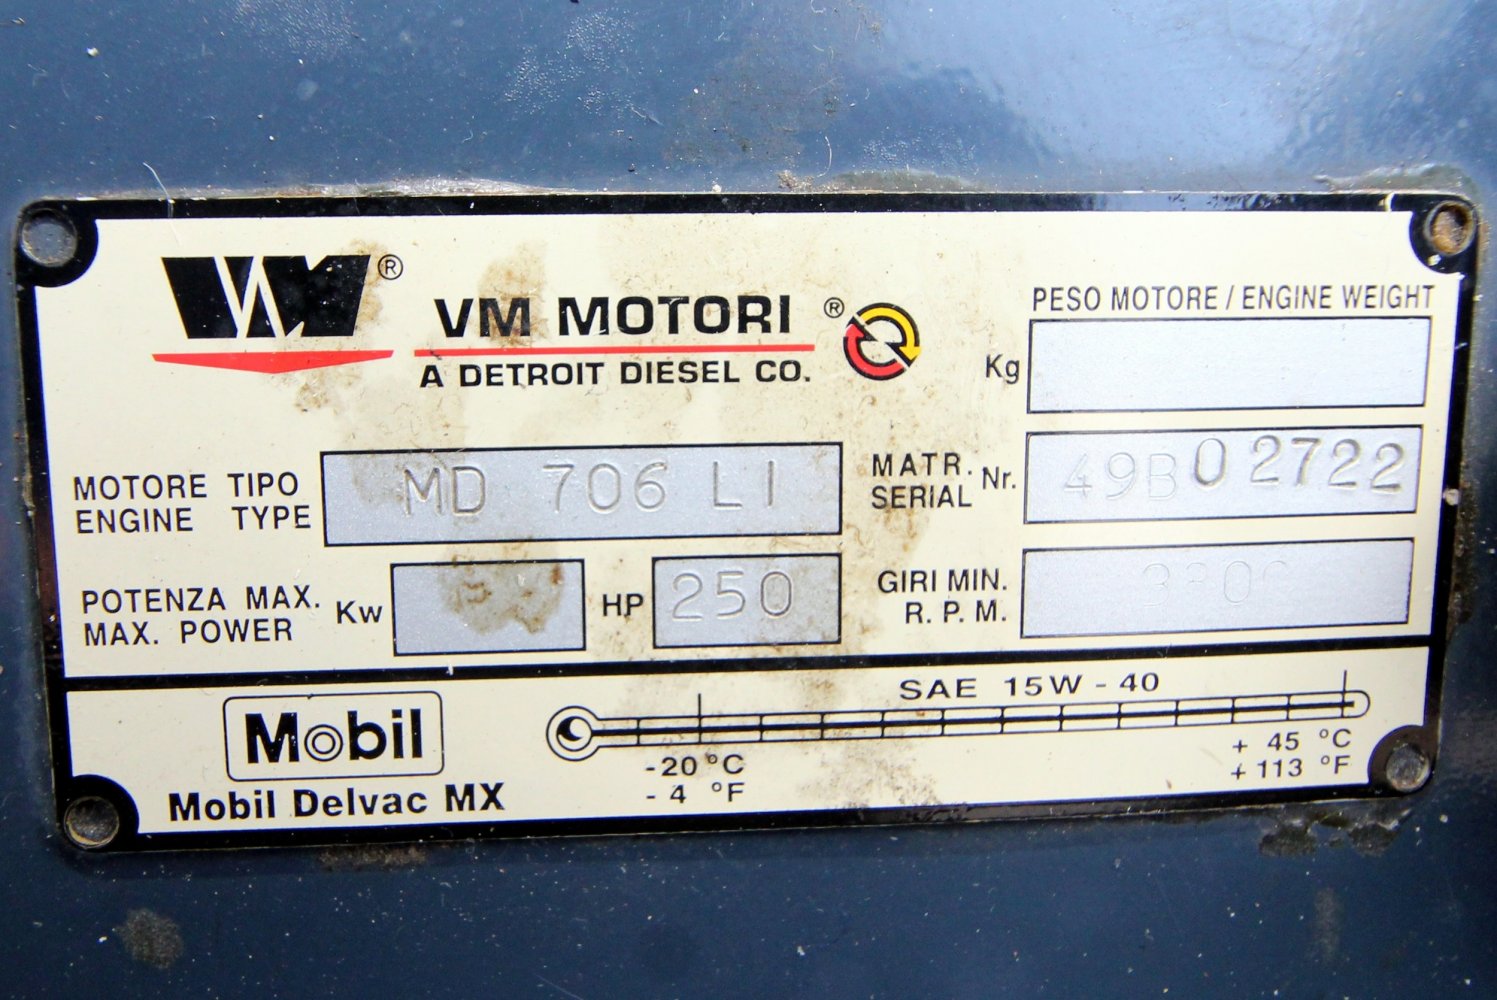 VM®
VM MOTORI®
A DETROIT DIESEL CO.
PESO MOTORE / ENGINE WEIGHT
Kg
MOTORE TIPO
ENGINE TYPE
MD 706 LI
MATR. Nr.
SERIAL
49B02722
POTENZA MAX. Kw
MAX. POWER
HP 250
GIRI MIN.
R. P. M.
Mobil
Mobil Delvac MX
SAE 15W - 40
-20 °C
- 4 °F
+ 45 °C
+ 113 °F